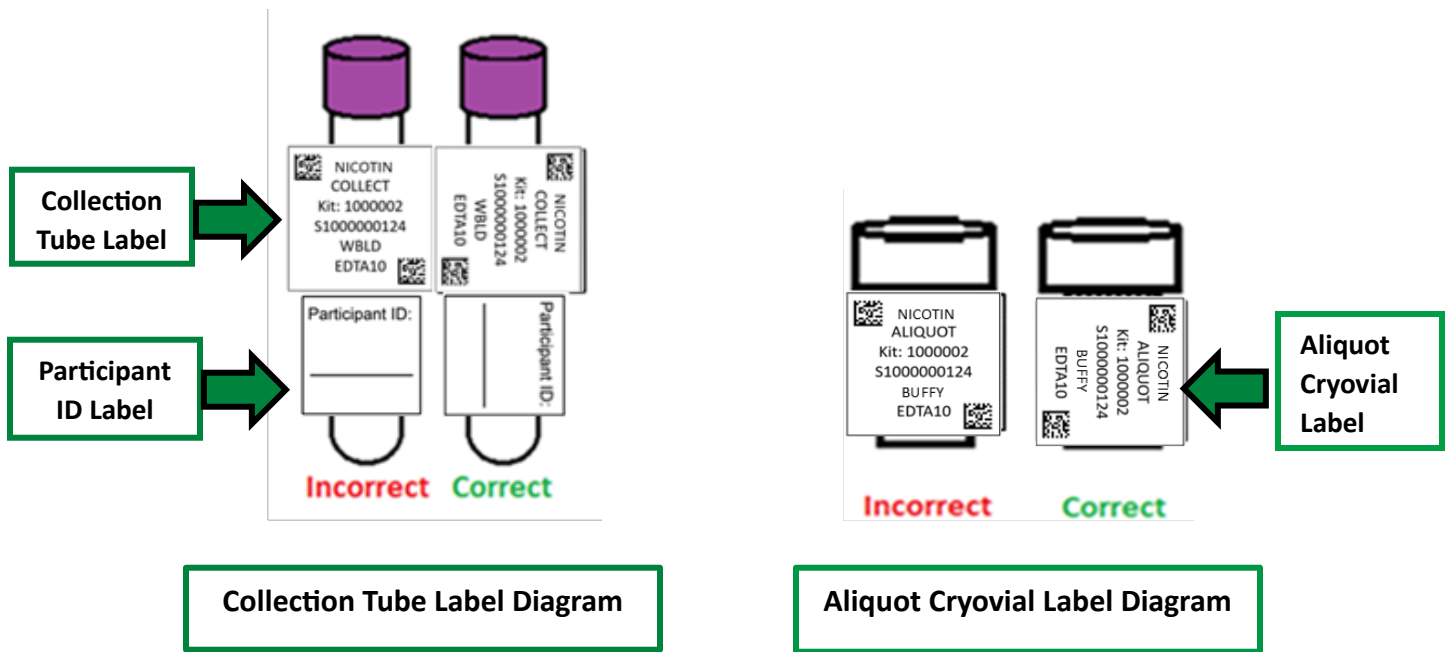 Collection
Tube Label
Participant
ID Label
NICOTIN
COLLECT
Kit: 1000002
S1000000124
WBLD
EDTA10
Participant ID:
Incorrect
NICOTIN
COLLECT
Kit: 1000002
S1000000124
WBLD
EDTA10
Participant ID:
Correct
Collection Tube Label Diagram
NICOTIN
ALIQUOT
Kit: 1000002
S1000000124
BUFFY
EDTA10
Incorrect
NICOTIN
ALIQUOT
Kit: 1000002
S1000000124
BUFFY
EDTA10
Correct
Aliquot
Cryovial
Label
Aliquot Cryovial Label Diagram